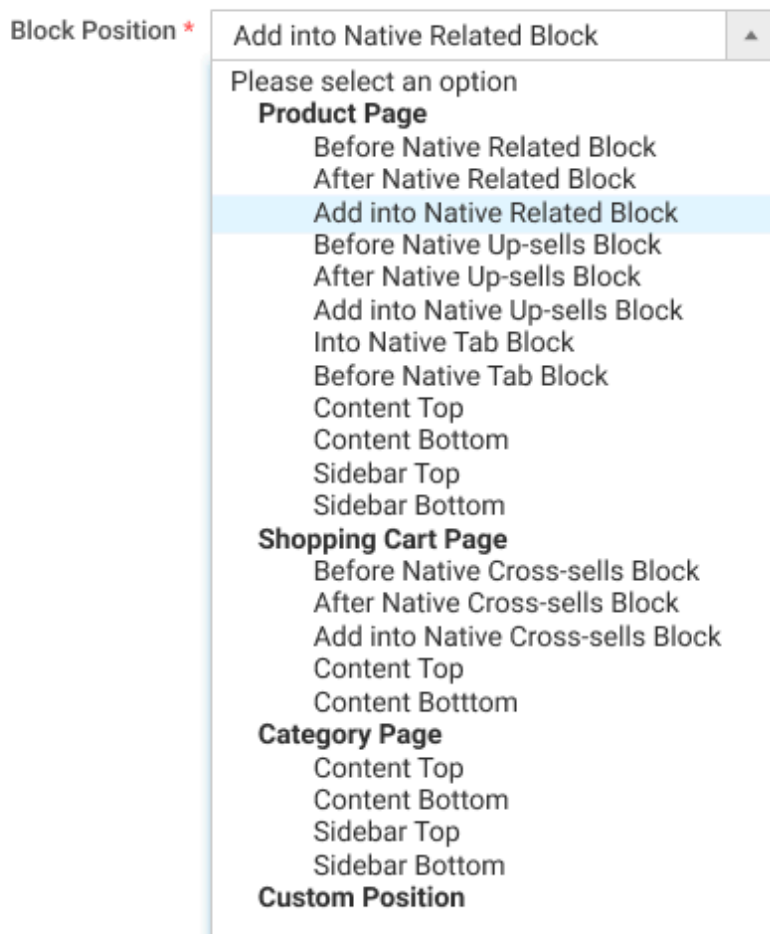 Block Position * Add into Native Related Block
Please select an option
Product Page
Before Native Related Block
After Native Related Block
Add into Native Related Block
Before Native Up-sells Block
After Native Up-sells Block
Add into Native Up-sells Block
Into Native Tab Block
Before Native Tab Block
Content Top
Content Bottom
Sidebar Top
Sidebar Bottom
Shopping Cart Page
Before Native Cross-sells Block
After Native Cross-sells Block
Add into Native Cross-sells Block
Content Top
Content Botttom
Category Page
Content Top
Content Bottom
Sidebar Top
Sidebar Bottom
Custom Position